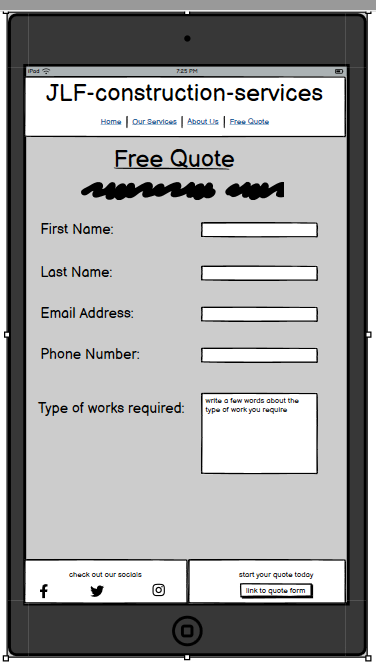 iPod 7:25 PM
JLF-construction-services
Home | Our Services | About Us | Free Quote
Free Quote
First Name:
Last Name:
Email Address:
Phone Number:
Type of works required:
write a few words about the
type of work you require
check out our socials
start your quote today
link to quote form